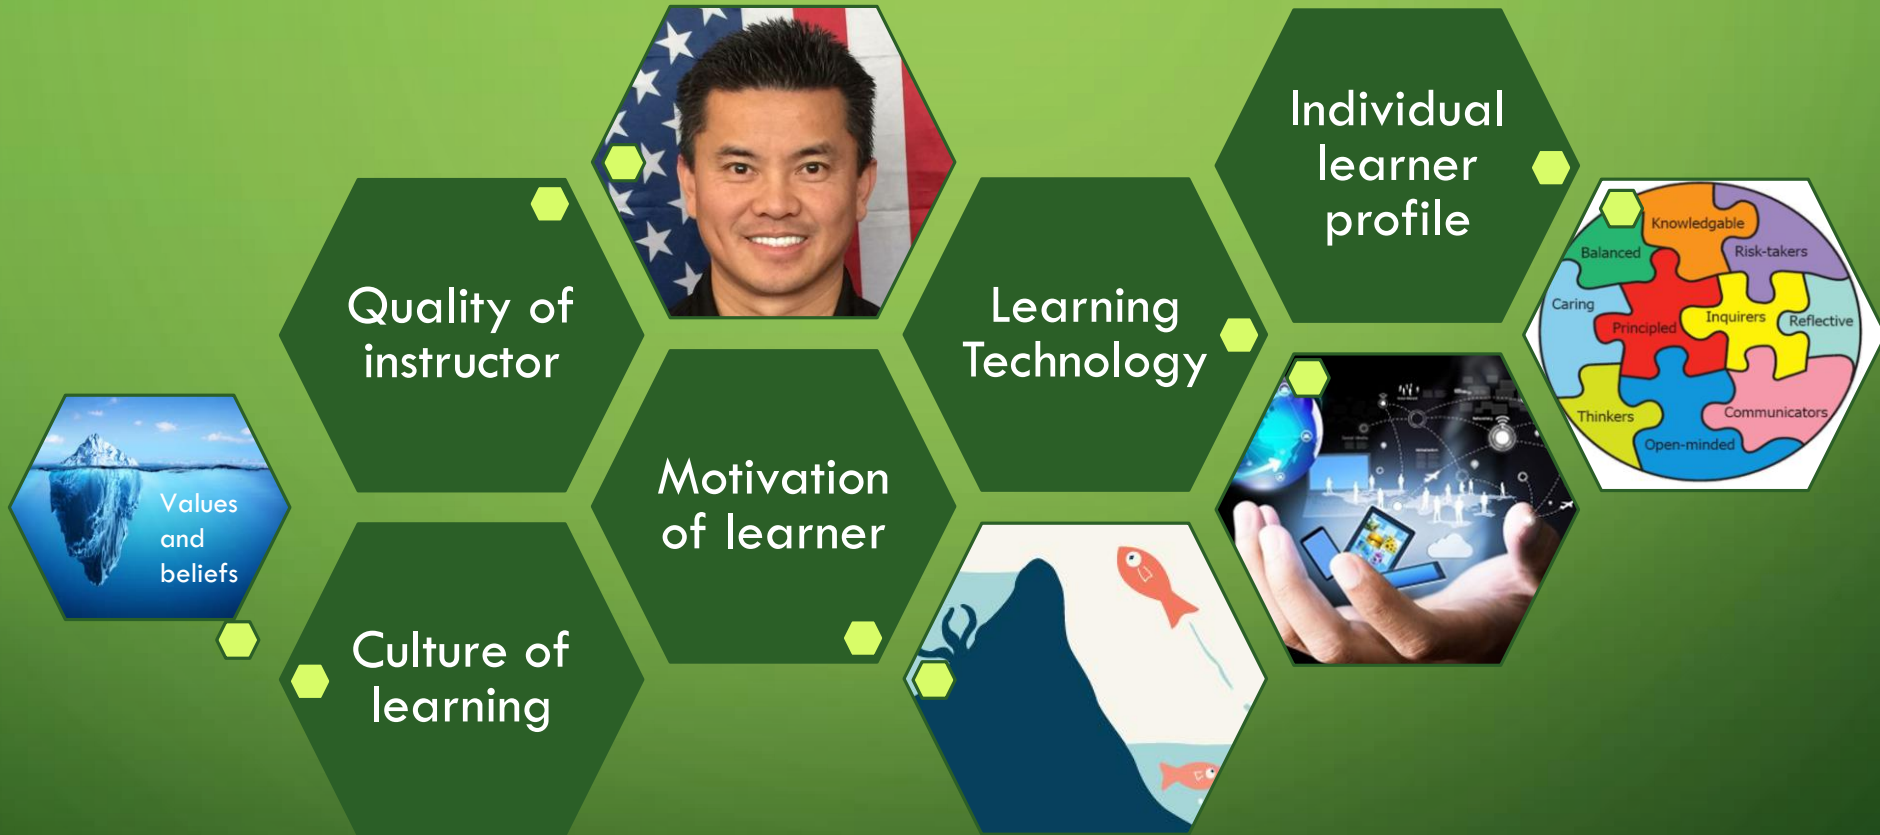 Individual
learner
profile
Quality of
instructor
Learning
Technology
Motivation
of learner
Values
and
beliefs
Culture of
learning
Knowledgable
Balanced
Risk-takers
Caring
Principled
Inquirers
Reflective
Thinkers
Communicators
Open-minded